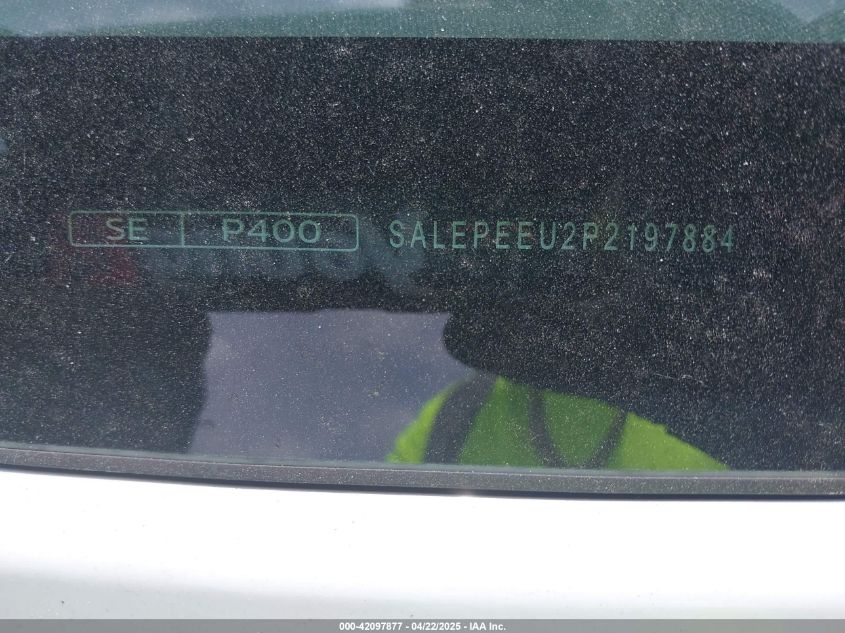 SE P400 SALEPEEU2P2197884
000-42097877 - 04/22/2025 - IAA Inc.